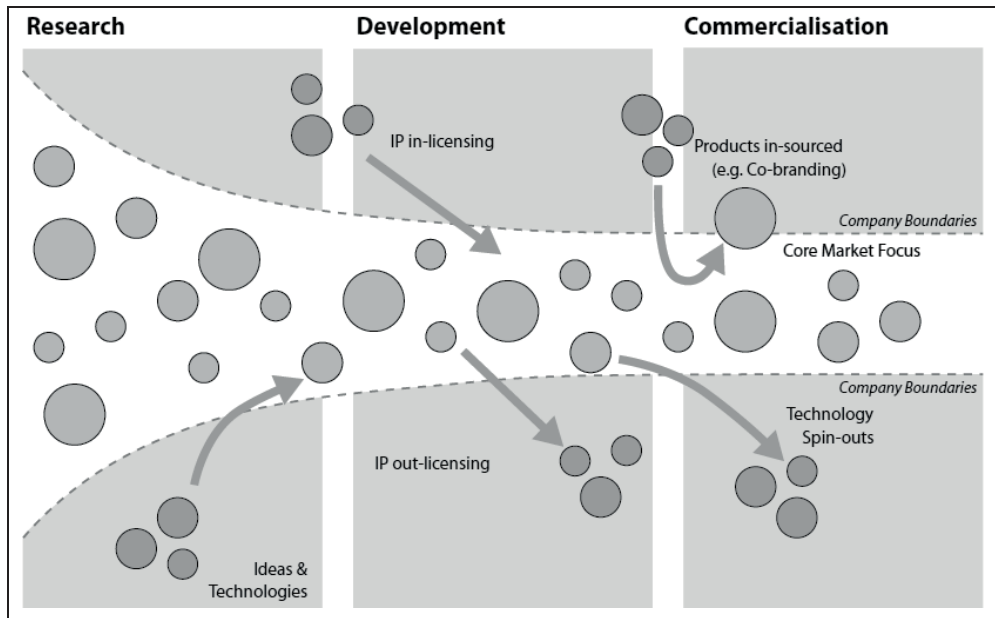 Research
Development
Commercialisation
IP in-licensing
Products in-sourced
(e.g. Co-branding)
Company Boundaries
Core Market Focus
Company Boundaries
Technology
Spin-outs
IP out-licensing
Ideas &
Technologies